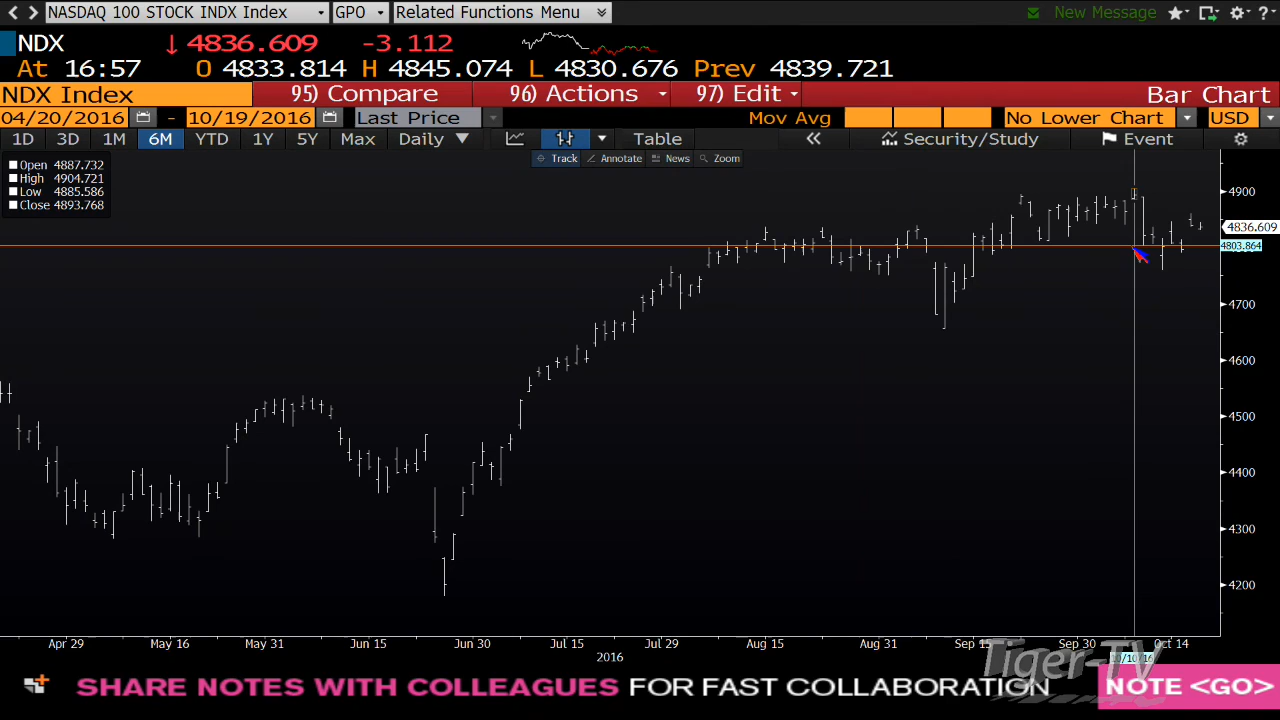 NASDAQ 100 STOCK INDX Index GPO Related Functions Menu New Message
NDX ↓ 4836.609 -3.112
At 16:57 O 4833.814 H 4845.074 L 4830.676 Prev 4839.721
NDX Index 95) Compare 96) Actions 97) Edit Bar Chart
04/20/2016 - 10/19/2016 Last Price Mov Avg No Lower Chart USD
1D 3D 1M 6M YTD 1Y 5Y Max Daily ▼ Table « Security/Study Event
Track Annotate News Zoom
Open 4887.732
High 4904.721
Low 4885.586
Close 4893.768
4900
4836.609
4803.864
4700
4600
4500
4400
4300
4200
Apr 29 May 16 May 31 Jun 15 Jun 30 Jul 15 Jul 29 Aug 15 Aug 31 Sep 15 Sep 30 Oct 14
2016 10/10/16
Tiger-TV
SHARE NOTES WITH COLLEAGUES FOR FAST COLLABORATION NOTE <GO>